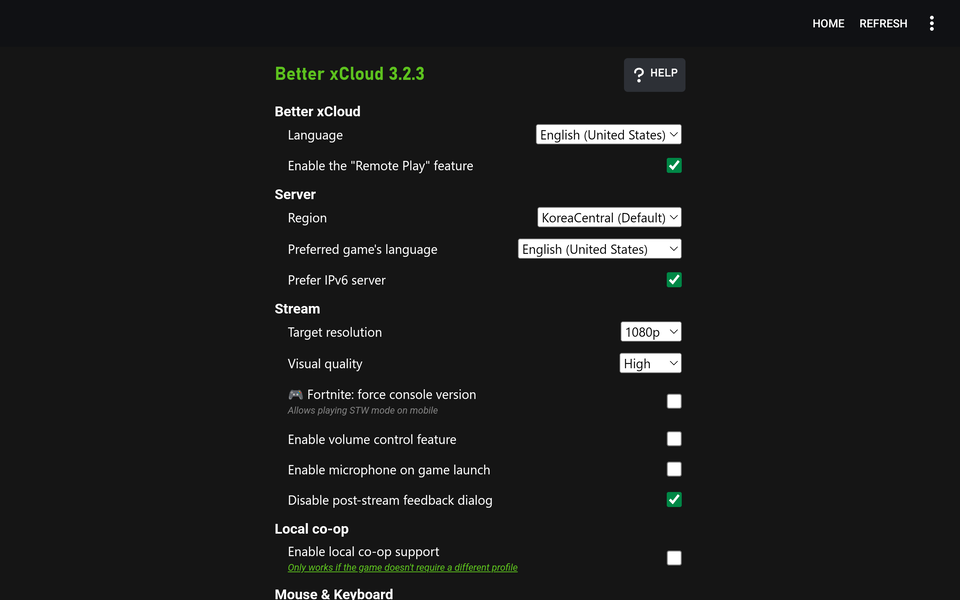 HOME REFRESH
Better xCloud 3.2.3
? HELP
Better xCloud
Language English (United States)
Enable the "Remote Play" feature
Server
Region KoreaCentral (Default)
Preferred game's language English (United States)
Prefer IPv6 server
Stream
Target resolution 1080p
Visual quality High
🎮 Fortnite: force console version
Allows playing STW mode on mobile
Enable volume control feature
Enable microphone on game launch
Disable post-stream feedback dialog
Local co-op
Enable local co-op support
Only works if the game doesn't require a different profile
Mouse & Keyboard